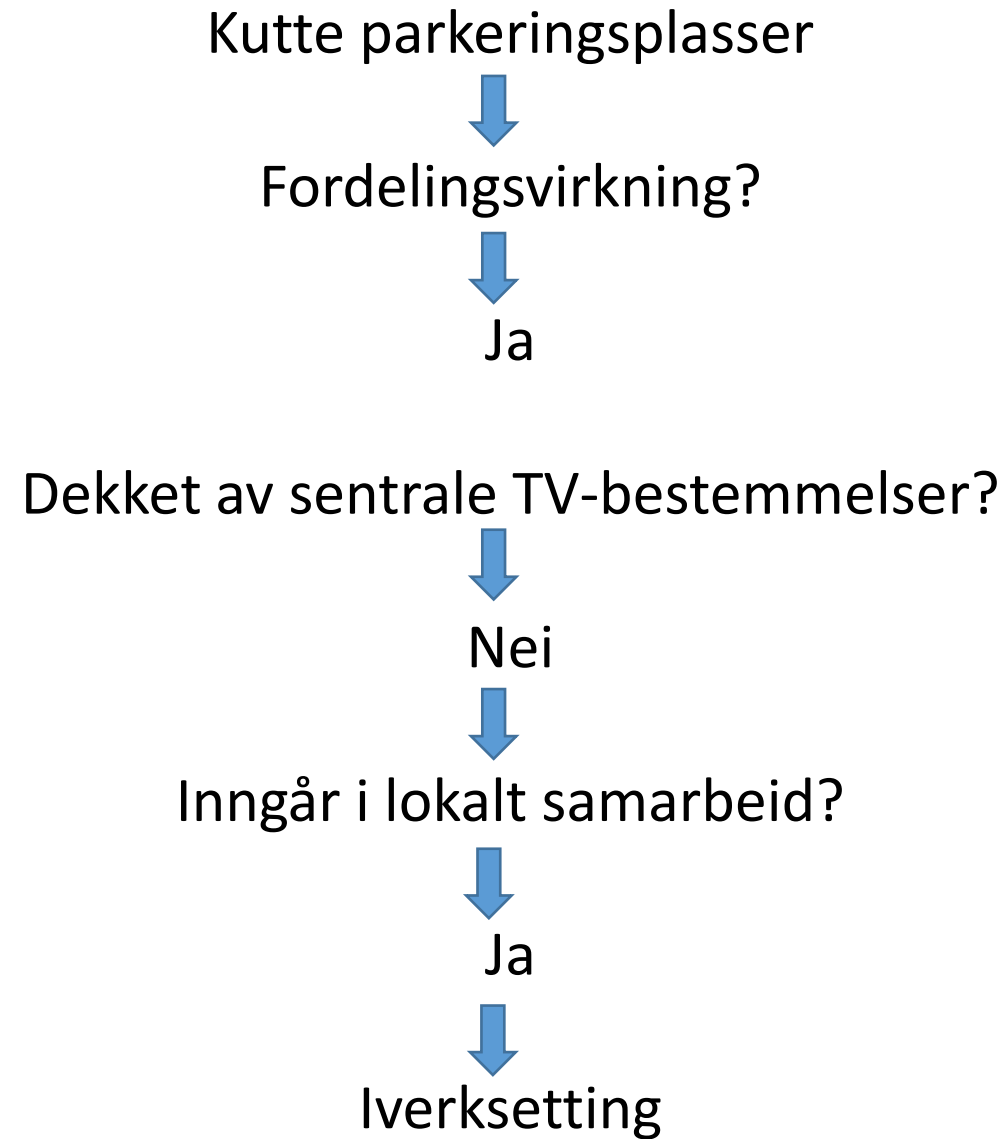 Kutte parkeringsplasser
Fordelingsvirkning?
Ja
Dekket av sentrale TV-bestemmelser?
Nei
Inngår i lokalt samarbeid?
Ja
Iverksetting